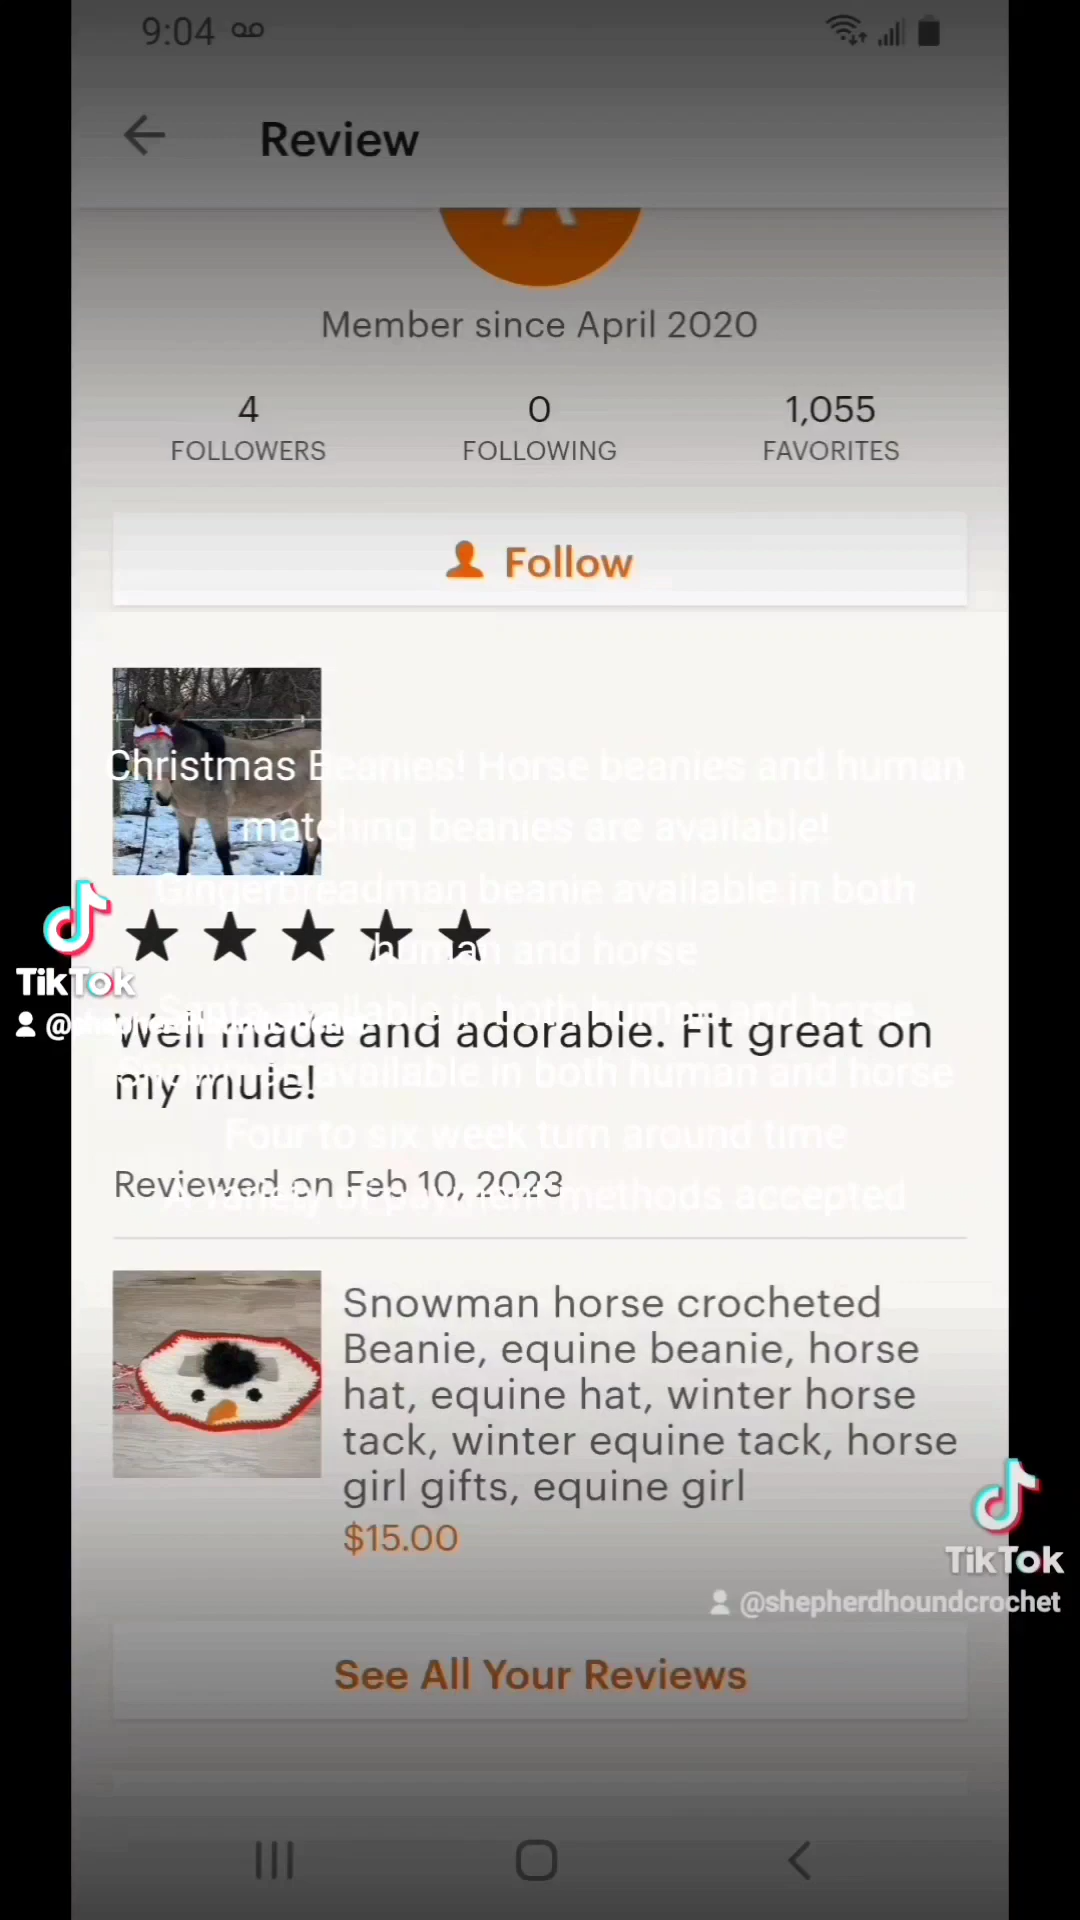 9:04
Review
Member since April 2020
4
0
1,055
FOLLOWERS
FOLLOWING
FAVORITES
Follow
Christmas Beanies! Horse beanies and human
matching beanies are available!
Gingerbreadman beanie available in both
human and horse
Santa available in both human and horse
available in both human and horse
Four to six week turn around time
A variety of payment methods accepted
TikTok
Well made and adorable. Fit great on
my mule!
Reviewed on Feb 10, 2023
Snowman horse crocheted
Beanie, equine beanie, horse
hat, equine hat, winter horse
tack, winter equine tack, horse
girl gifts, equine girl
$15.00
TikTok
@shepherdhoundcrochet
See All Your Reviews